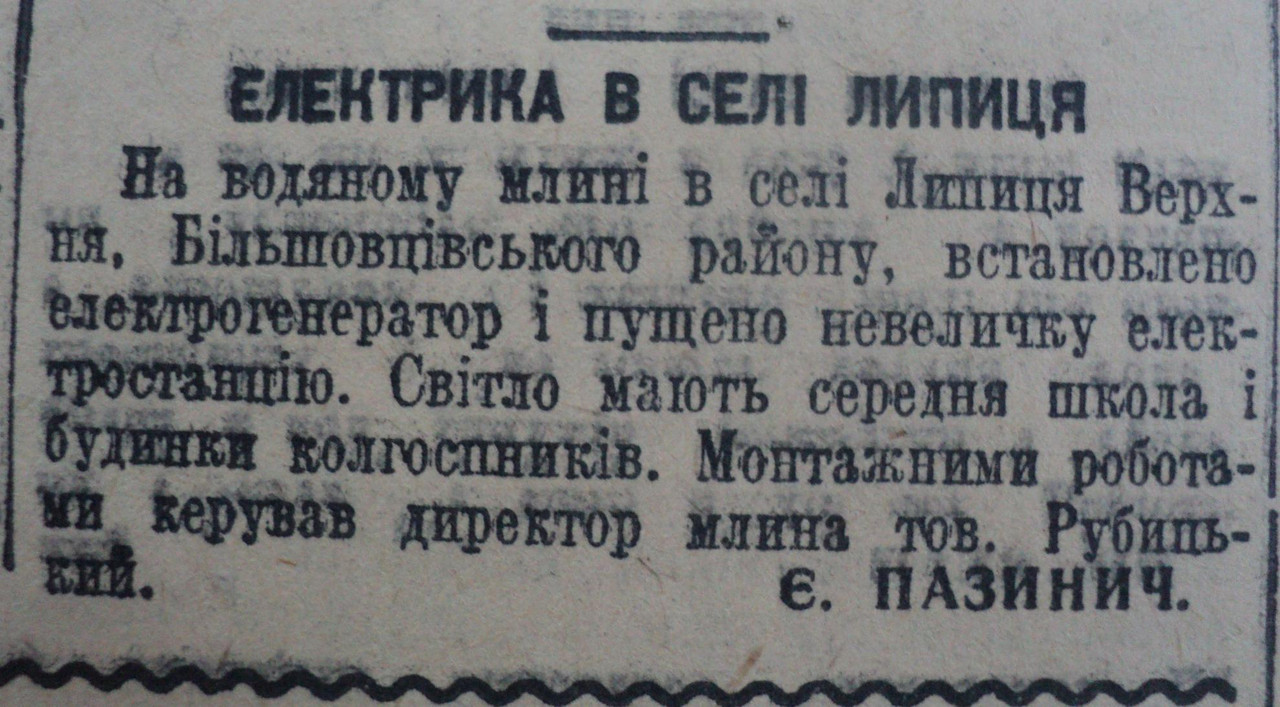 ЕЛЕКТРИКА В СЕЛІ ЛИПИЦЯ
На водяному млині в селі Липиця Верх-
ня, Більшовцівського району, встановлено
електрогенератор і пущено невеличку елек-
тростанцію. Світло мають середня школа і
будинки колгоспників. Монтажними робота-
ми керував директор млина тов. Рубиць-
кий.
Є. ПАЗИНИЧ.